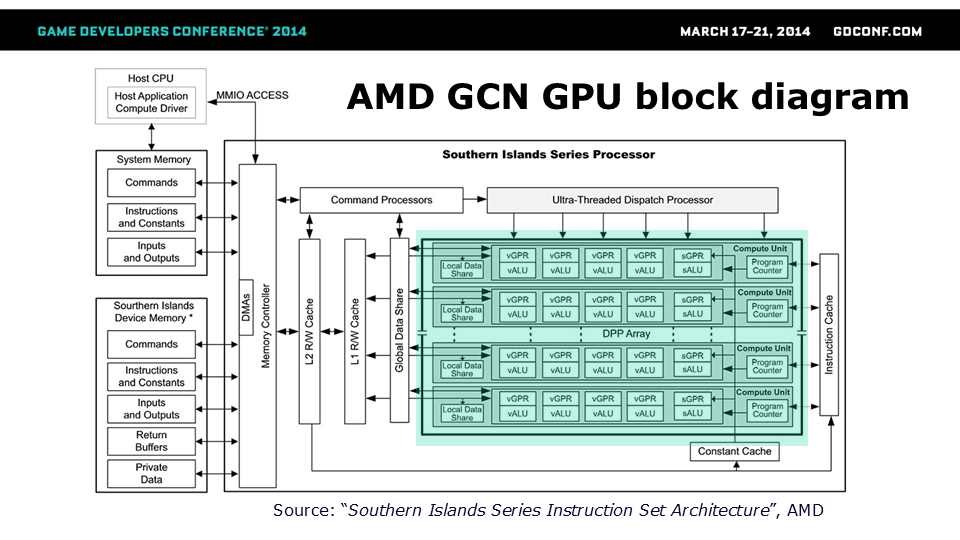 GAME DEVELOPERS CONFERENCE® 2014
MARCH 17–21, 2014
GDCONF.COM
AMD GCN GPU block diagram
Host CPU
Host Application
Compute Driver
MMIO ACCESS
System Memory
Commands
Instructions
and Constants
Inputs
and Outputs
Sourthern Islands
Device Memory *
Commands
Instructions
and Constants
Inputs
and Outputs
Return
Buffers
Private
Data
Southern Islands Series Processor
Command Processors
Ultra-Threaded Dispatch Processor
DMAs
Memory Controller
L2 R/W Cache
L1 R/W Cache
Global Data Share
Compute Unit
Local Data
Share
vGPR vGPR vGPR vGPR sGPR
vALU vALU vALU vALU sALU
Program
Counter
Compute Unit
Local Data
Share
vGPR vGPR vGPR vGPR sGPR
vALU vALU vALU vALU sALU
Program
Counter
DPP Array
Compute Unit
Local Data
Share
vGPR vGPR vGPR vGPR sGPR
vALU vALU vALU vALU sALU
Program
Counter
Compute Unit
Local Data
Share
vGPR vGPR vGPR vGPR sGPR
vALU vALU vALU vALU sALU
Program
Counter
Instruction Cache
Constant Cache
Source: “Southern Islands Series Instruction Set Architecture”, AMD